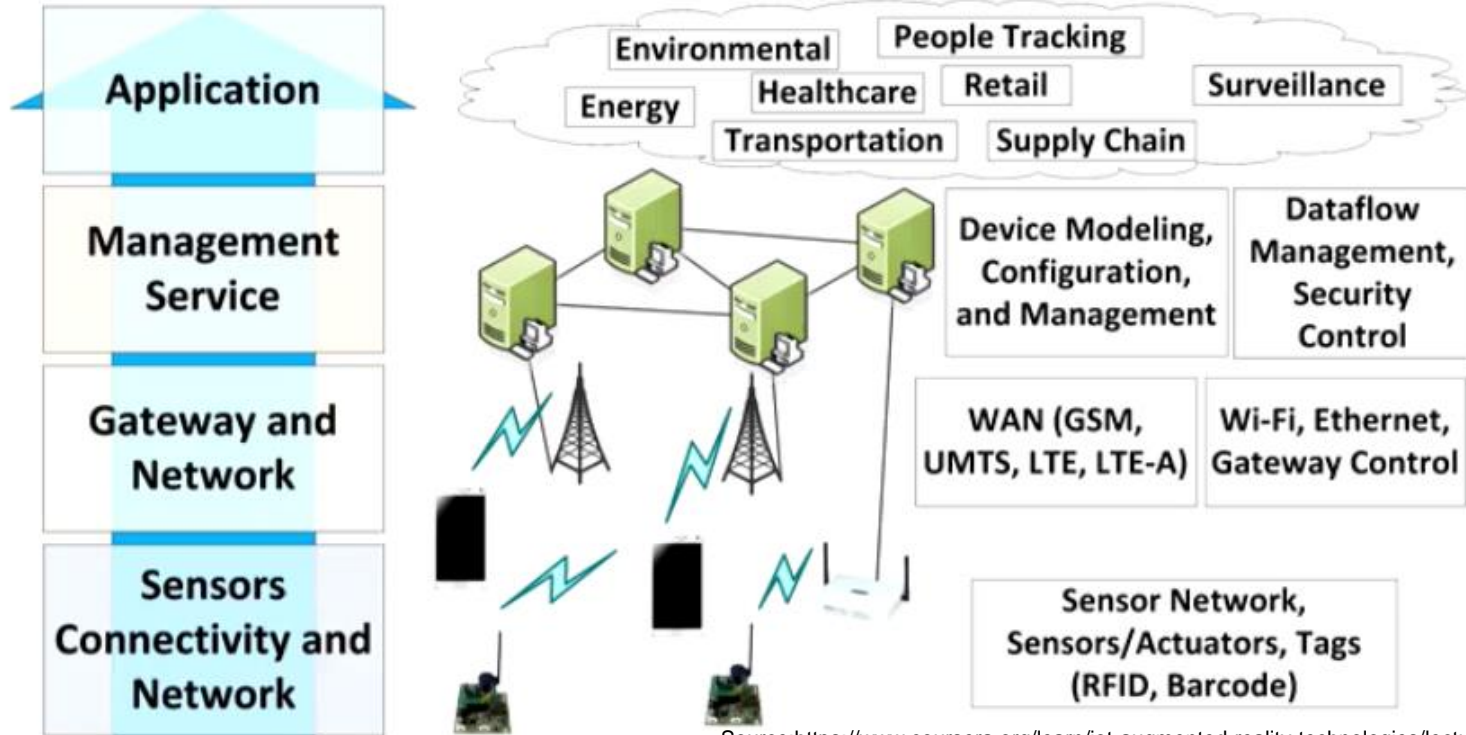 Application
Environmental
People Tracking
Energy
Healthcare
Retail
Surveillance
Transportation
Supply Chain
Management
Service
Device Modeling,
Configuration,
and Management
Dataflow
Management,
Security
Control
Gateway and
Network
WAN (GSM,
UMTS, LTE, LTE-A)
Wi-Fi, Ethernet,
Gateway Control
Sensors
Connectivity and
Network
Sensor Network,
Sensors/Actuators, Tags
(RFID, Barcode)